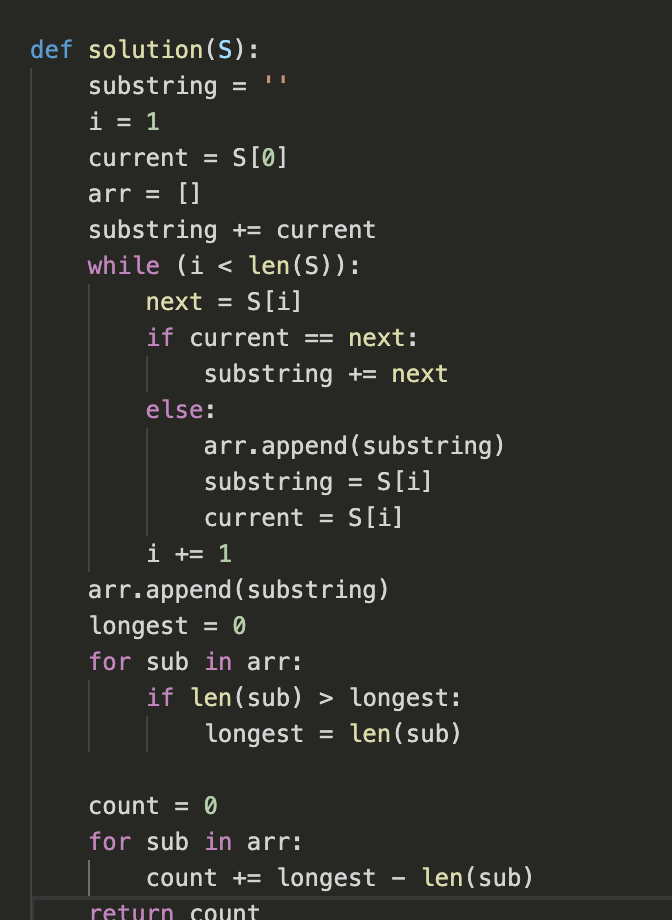 def solution(S):
    substring = ''
    i = 1
    current = S[0]
    arr = []
    substring += current
    while (i < len(S)):
        next = S[i]
        if current == next:
            substring += next
        else:
            arr.append(substring)
            substring = S[i]
            current = S[i]
        i += 1
    arr.append(substring)
    longest = 0
    for sub in arr:
        if len(sub) > longest:
            longest = len(sub)

    count = 0
    for sub in arr:
        count += longest - len(sub)
    return count